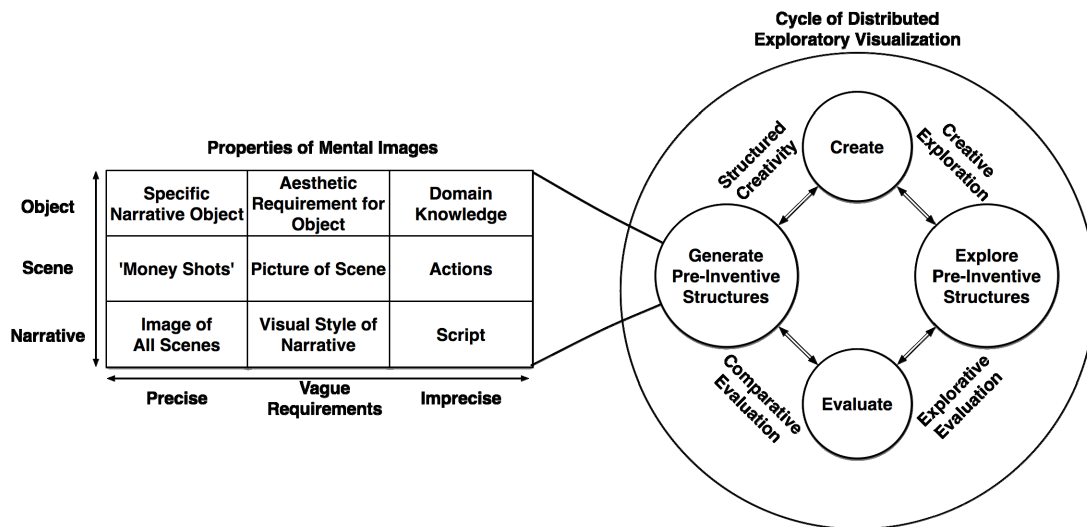 Cycle of Distributed
Exploratory Visualization
Properties of Mental Images
Object
Specific
Narrative Object
Aesthetic
Requirement for
Object
Domain
Knowledge
Scene
'Money Shots'
Picture of Scene
Actions
Narrative
Image of
All Scenes
Visual Style of
Narrative
Script
Precise
Vague
Requirements
Imprecise
Structured
Creativity
Create
Creative
Exploration
Generate
Pre-Inventive
Structures
Explore
Pre-Inventive
Structures
Comparative
Evaluation
Evaluate
Explorative
Evaluation